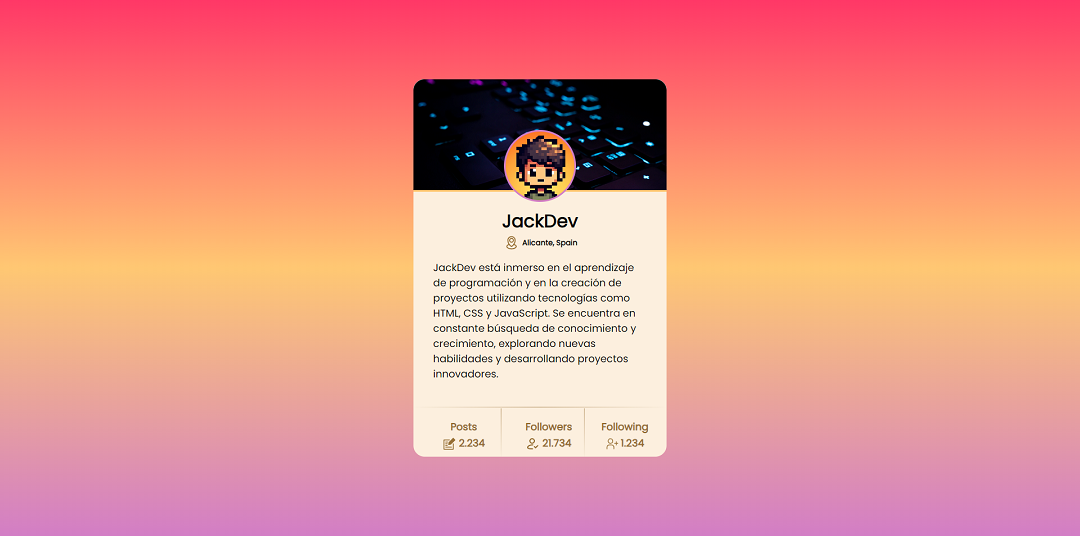 JackDev
Alicante, Spain
JackDev está inmerso en el aprendizaje
de programación y en la creación de
proyectos utilizando tecnologías como
HTML, CSS y JavaScript. Se encuentra en
constante búsqueda de conocimiento y
crecimiento, explorando nuevas
habilidades y desarrollando proyectos
innovadores.
Posts Followers Following
2.234 21.734 1.234